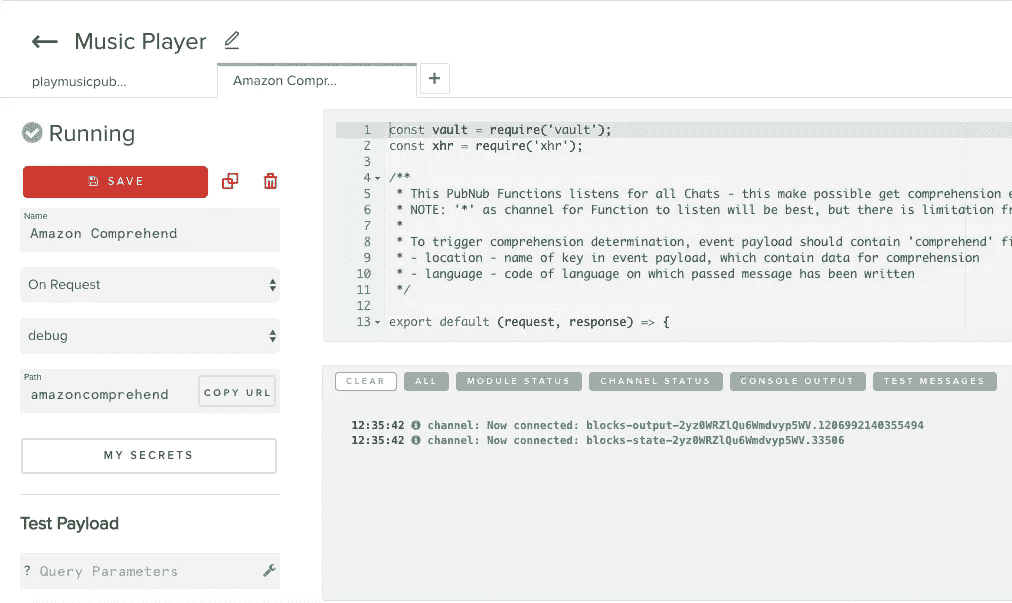 Music Player
playmusicpub...
Amazon Compr...
+
Running
SAVE
Name
Amazon Comprehend
On Request
debug
Path
amazoncomprehend
COPY URL
MY SECRETS
Test Payload
? Query Parameters
1 const vault = require('vault');
2 const xhr = require('xhr');
3
4 /**
5 * This PubNub Functions listens for all Chats - this make possible get comprehension
6 * NOTE: '*' as channel for Function to listen will be best, but there is limitation
7 *
8 * To trigger comprehension determination, event payload should contain 'comprehend'
9 * - location - name of key in event payload, which contain data for comprehension
10 * - language - code of language on which passed message has been written
11 */
12
13 export default (request, response) => {
CLEAR
ALL
MODULE STATUS
CHANNEL STATUS
CONSOLE OUTPUT
TEST MESSAGES
12:35:42 channel: Now connected: blocks-output-2yz0WRZlQu6Wmdvyp5WV.1206992140355494
12:35:42 channel: Now connected: blocks-state-2yz0WRZlQu6Wmdvyp5WV.33506